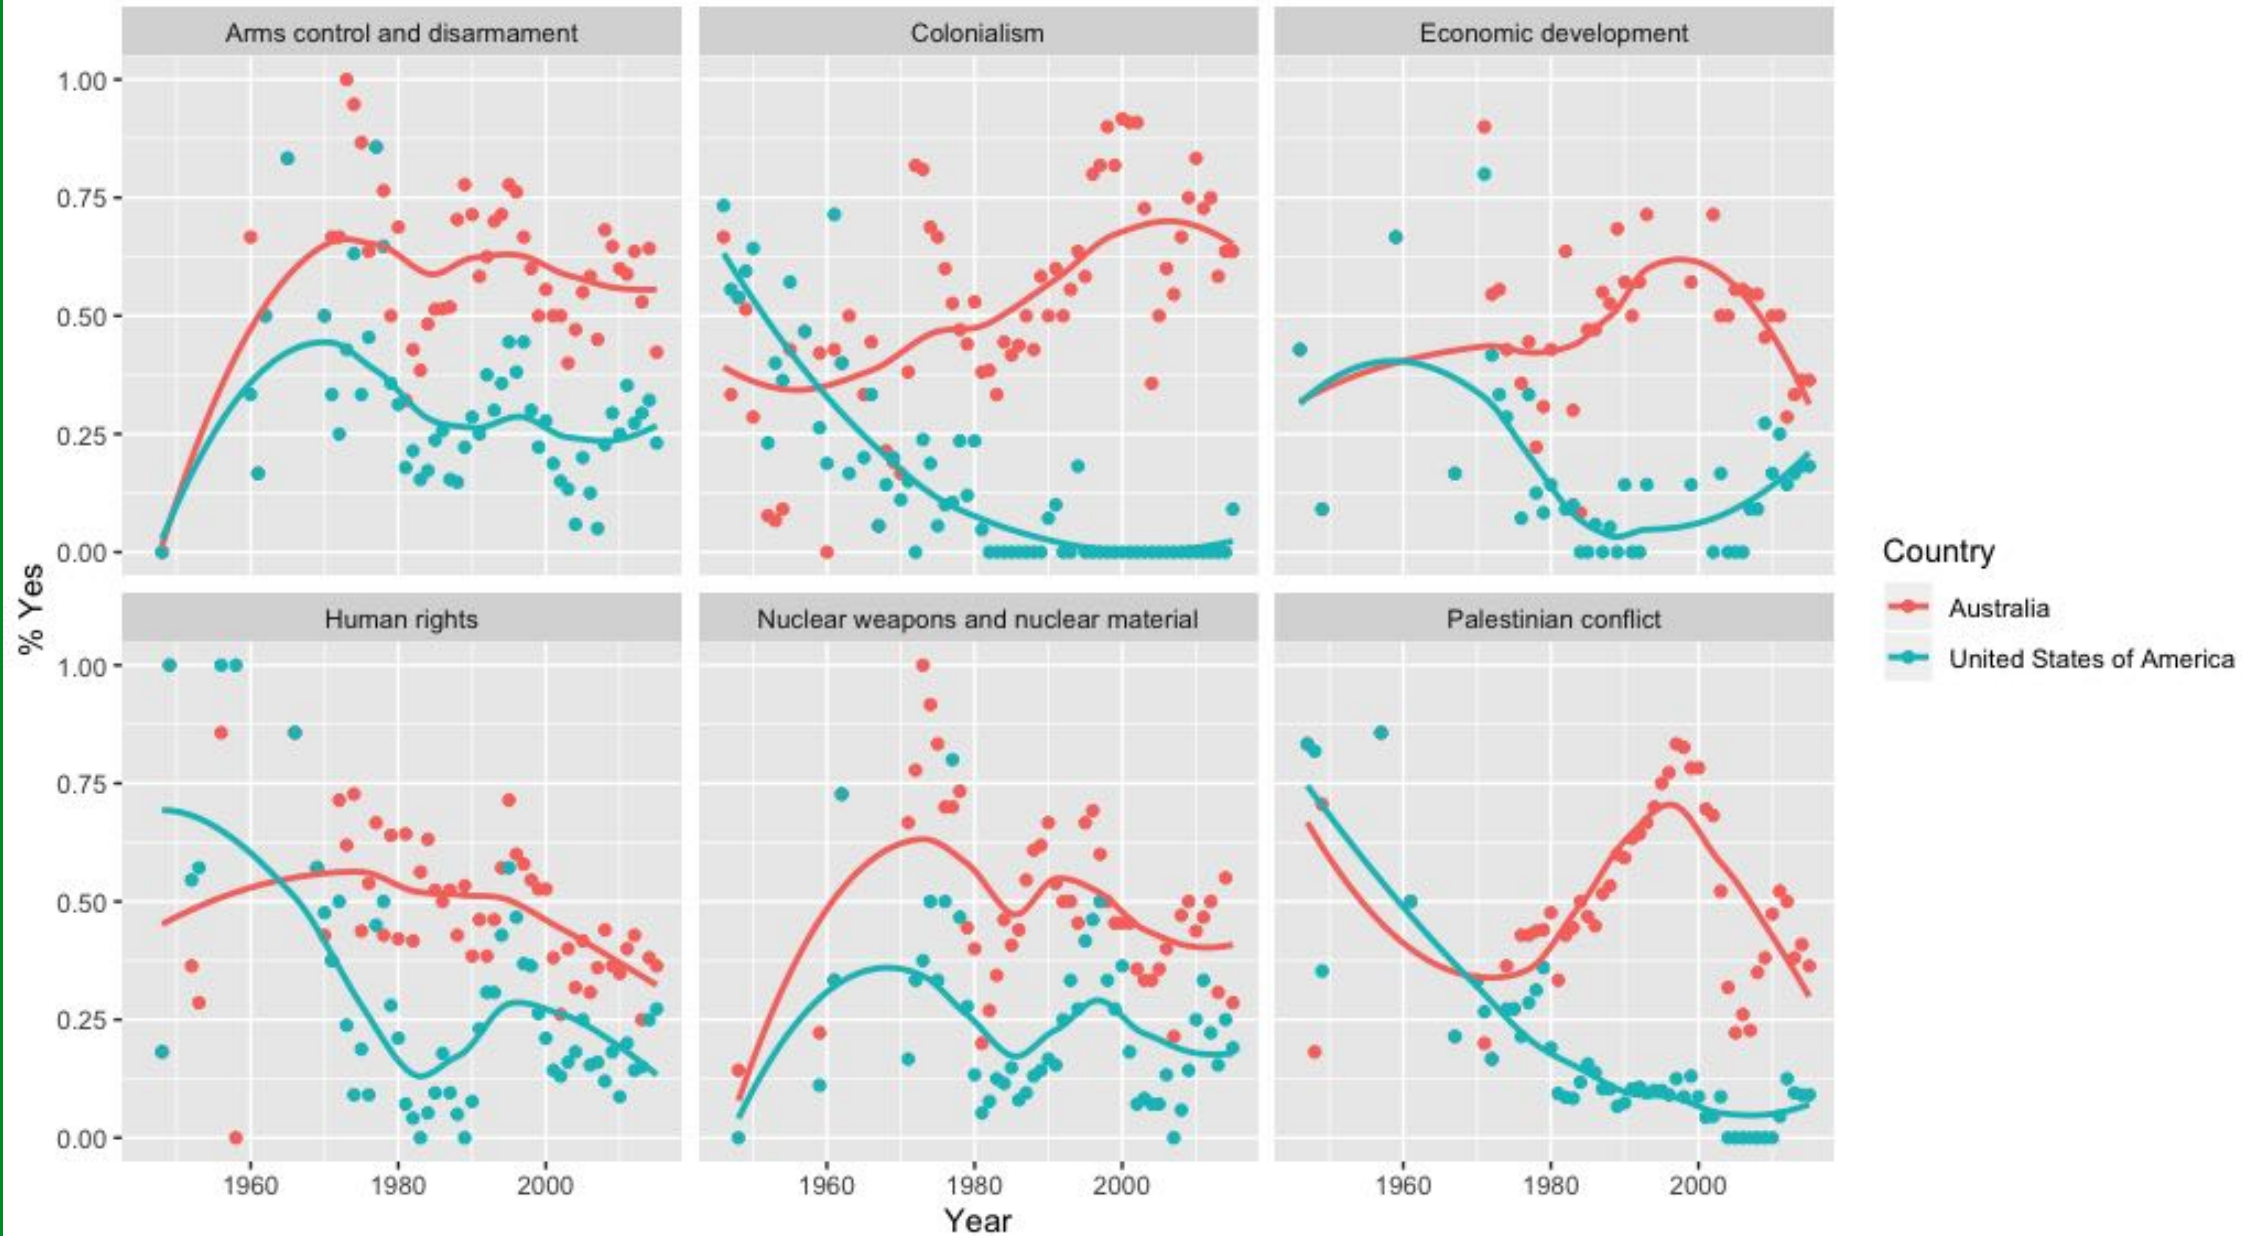 Arms control and disarmament
Colonialism
Economic development
1.00
0.75
0.50
0.25
0.00
Human rights
Nuclear weapons and nuclear material
Palestinian conflict
1.00
0.75
0.50
0.25
0.00
% Yes
1960 1980 2000
1960 1980 2000
1960 1980 2000
Year
Country
Australia
United States of America